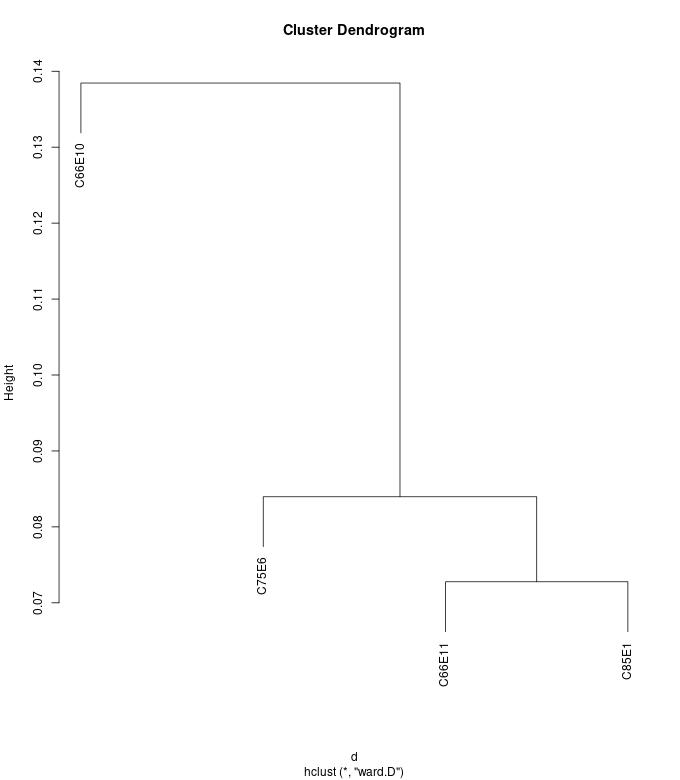 Cluster Dendrogram
0.14
0.13
0.12
0.11
0.10
0.09
0.08
0.07
Height
C66E10
C75E6
C66E11
C85E1
d
hclust (*, "ward.D")